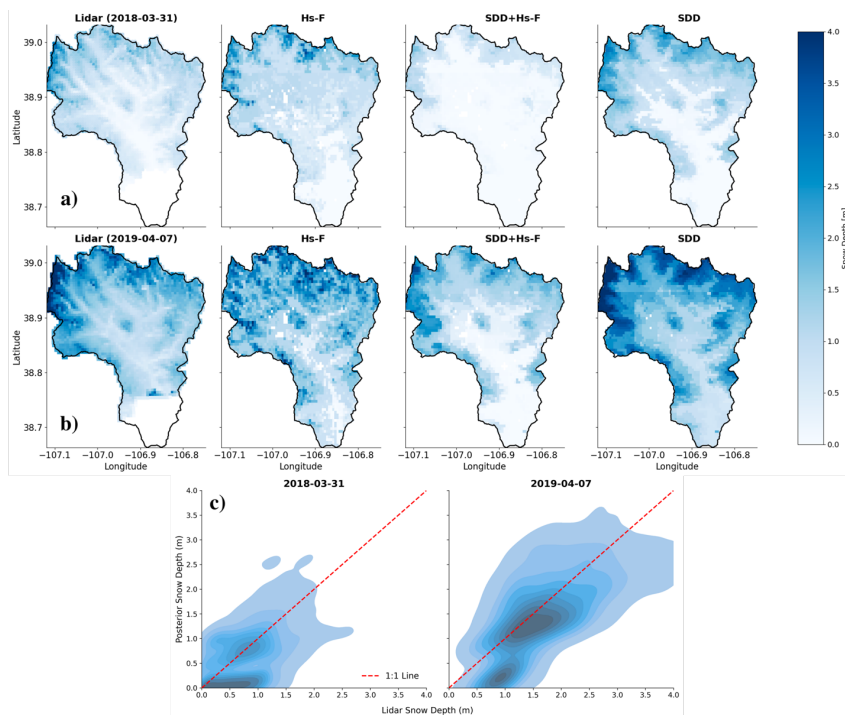 Lidar (2018-03-31) Hs-F SDD+Hs-F SDD
39.0
38.9
38.8
38.7
Latitude
a)
Lidar (2019-04-07) Hs-F SDD+Hs-F SDD
39.0
38.9
38.8
38.7
Latitude
b)
−107.1 −107.0 −106.9 −106.8 −107.1 −107.0 −106.9 −106.8 −107.1 −107.0 −106.9 −106.8 −107.1 −107.0 −106.9 −106.8
Longitude Longitude Longitude Longitude
4.0
3.5
3.0
2.5
2.0
1.5
1.0
0.5
0.0
Snow Depth [m]
2018-03-31 2019-04-07
c)
4.0
3.5
3.0
2.5
2.0
1.5
1.0
0.5
0.0
Posterior Snow Depth (m)
1:1 Line
0.0 0.5 1.0 1.5 2.0 2.5 3.0 4.0 0.0 0.5 1.0 1.5 2.0 2.5 3.0 4.0
Lidar Snow Depth (m)